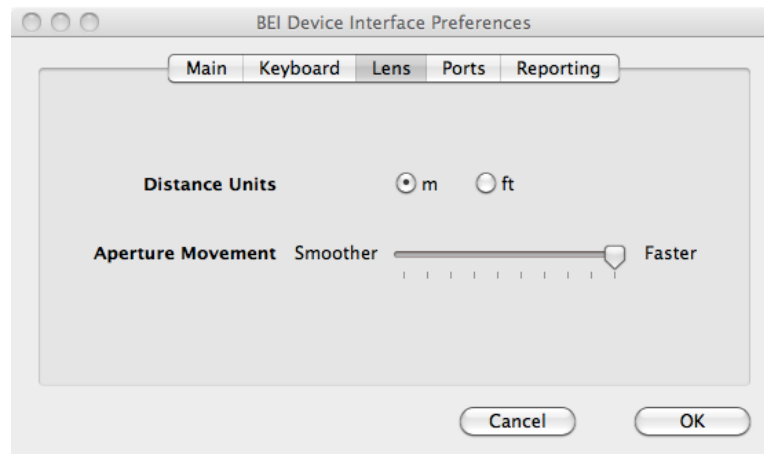 BEI Device Interface Preferences
Main Keyboard Lens Ports Reporting
Distance Units m ft
Aperture Movement Smoother Faster
Cancel OK